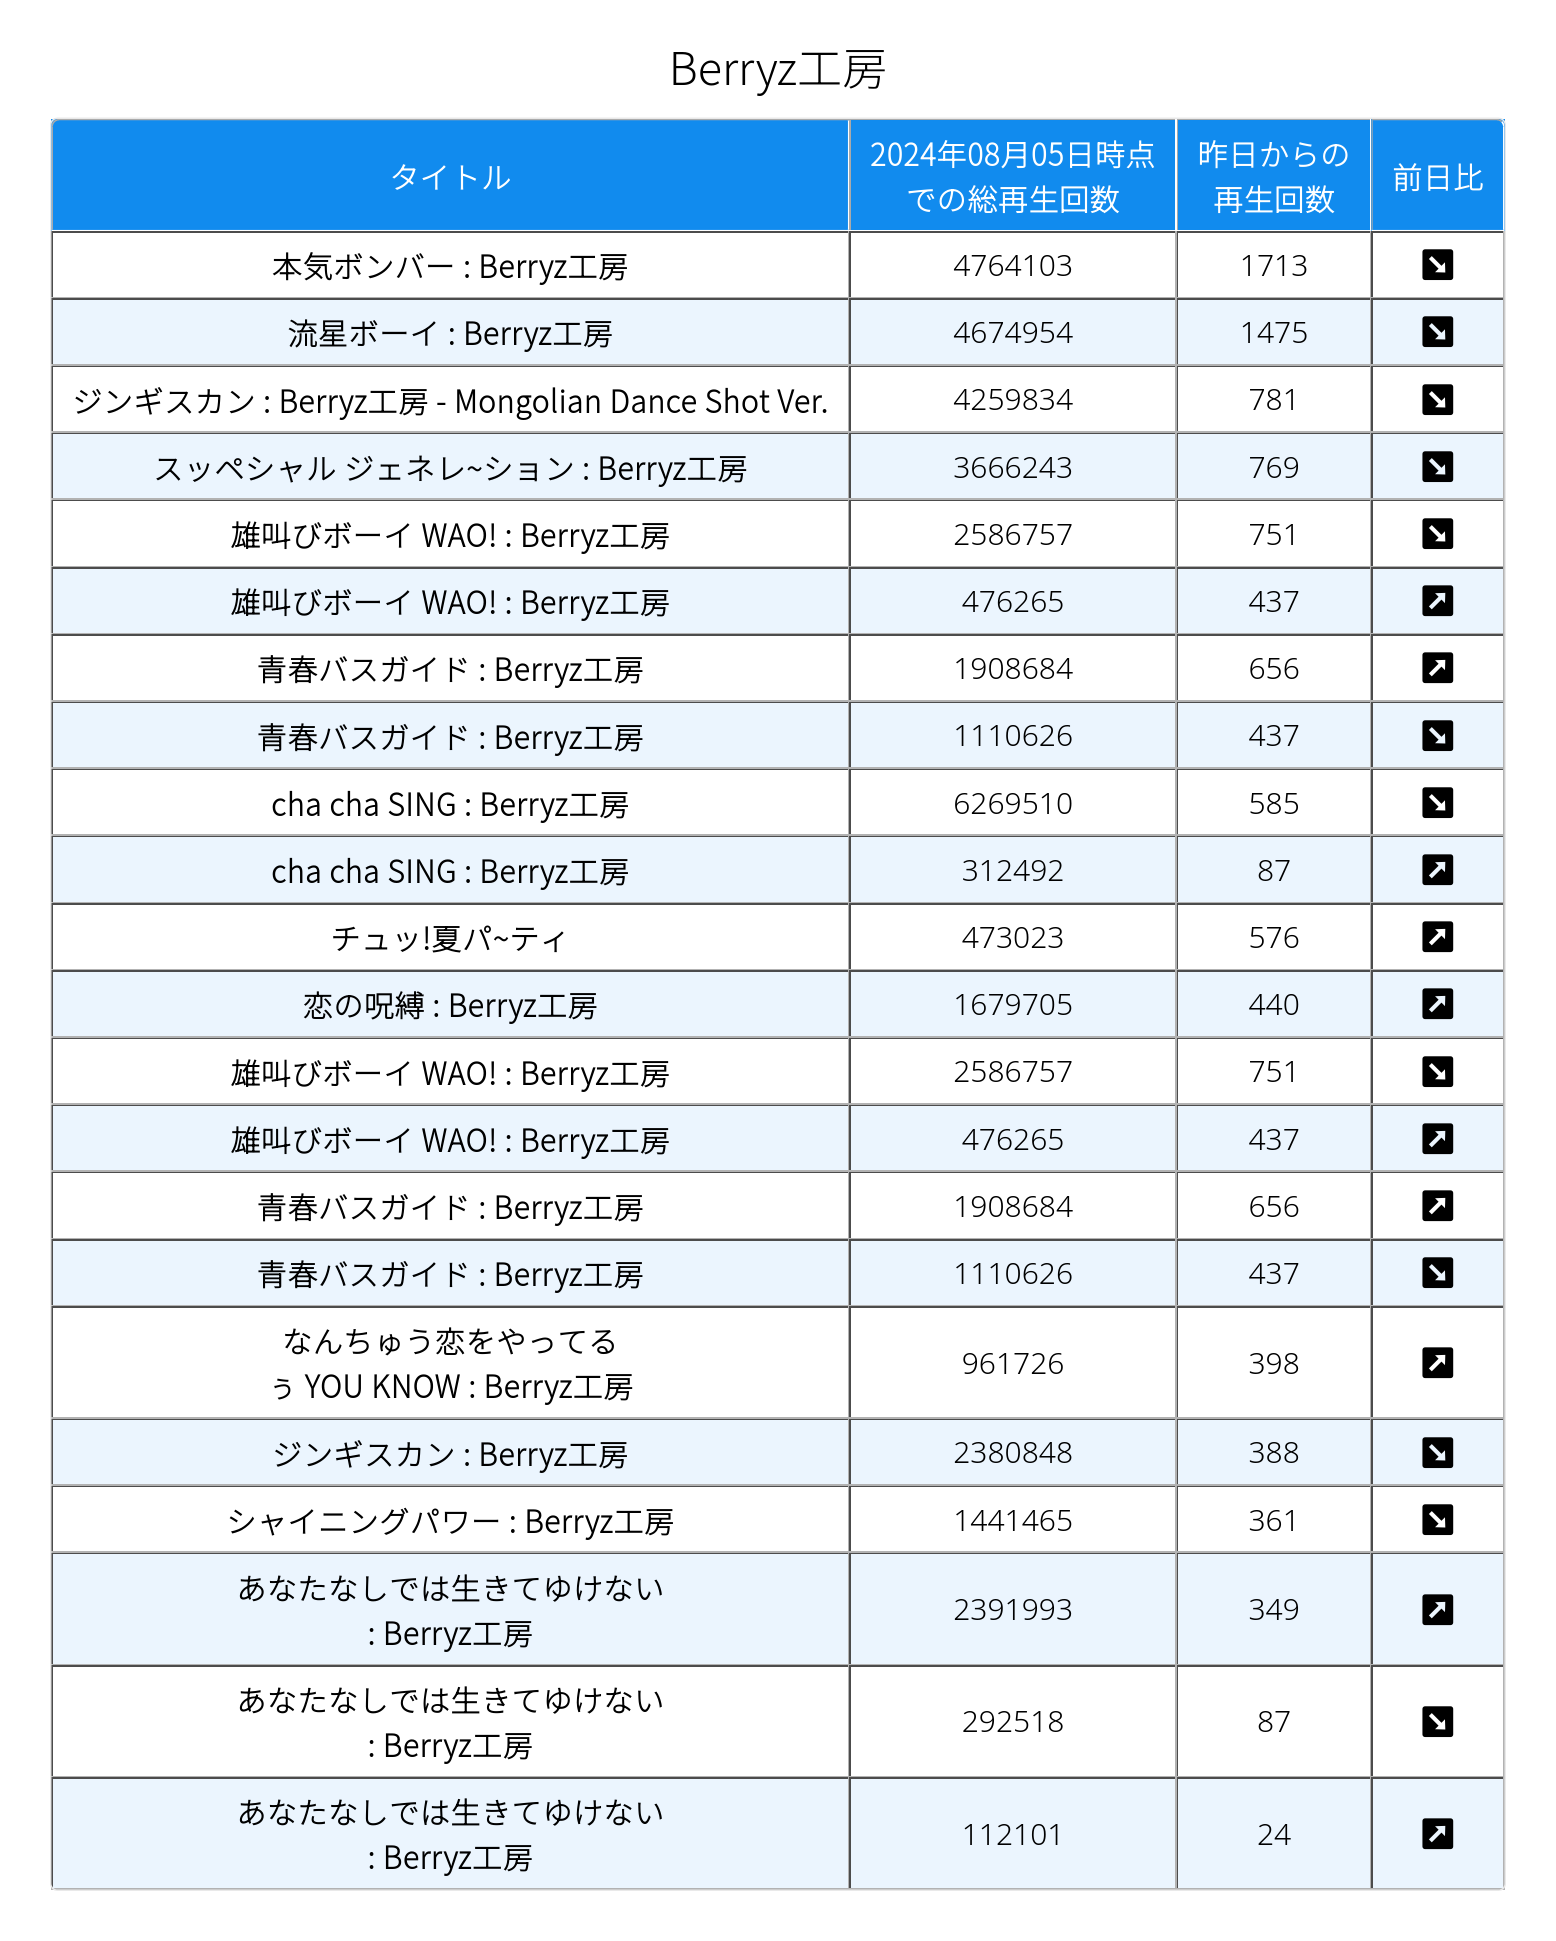 Berryz工房
タイトル 2024年08月05日時点 昨日からの 前日比
での総再生回数 再生回数
本気ボンバー : Berryz工房 4764103 1713
流星ボーイ : Berryz工房 4674954 1475
ジンギスカン : Berryz工房 - Mongolian Dance Shot Ver. 4259834 781
スッペシャル ジェネレ~ション : Berryz工房 3666243 769
雄叫びボーイ WAO! : Berryz工房 2586757 751
雄叫びボーイ WAO! : Berryz工房 476265 437
青春バスガイド : Berryz工房 1908684 656
青春バスガイド : Berryz工房 1110626 437
cha cha SING : Berryz工房 6269510 585
cha cha SING : Berryz工房 312492 87
チュッ!夏パ~ティ 473023 576
恋の呪縛 : Berryz工房 1679705 440
雄叫びボーイ WAO! : Berryz工房 2586757 751
雄叫びボーイ WAO! : Berryz工房 476265 437
青春バスガイド : Berryz工房 1908684 656
青春バスガイド : Berryz工房 1110626 437
なんちゅう恋をやってる
ぅ YOU KNOW : Berryz工房 961726 398
ジンギスカン : Berryz工房 2380848 388
シャイニングパワー : Berryz工房 1441465 361
あなたなしでは生きてゆけない
: Berryz工房 2391993 349
あなたなしでは生きてゆけない
: Berryz工房 292518 87
あなたなしでは生きてゆけない
: Berryz工房 112101 24